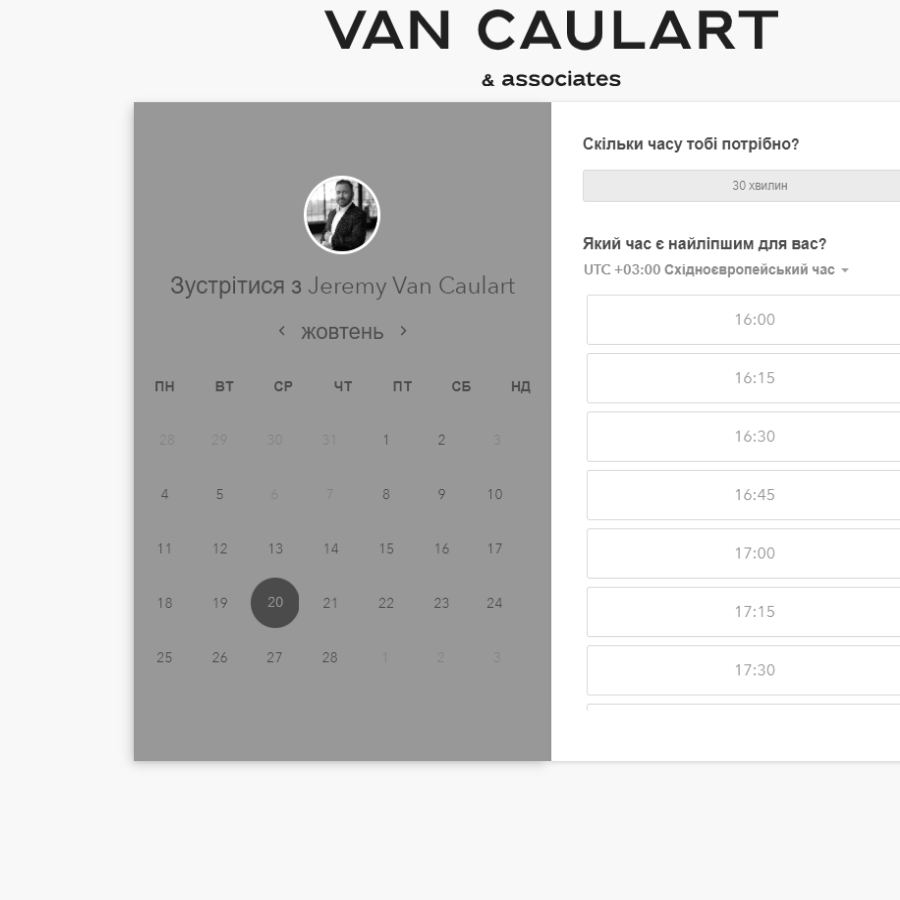 VAN CAULART
& associates
Зустрітися з Jeremy Van Caulart
жовтень
ПН ВТ СР ЧТ ПТ СБ НД
28 29 30 31 1 2 3
4 5 6 7 8 9 10
11 12 13 14 15 16 17
18 19 20 21 22 23 24
25 26 27 28 1 2 3
Скільки часу тобі потрібно?
30 хвилин
Який час є найліпшим для вас?
UTC +03:00 Східноєвропейський час
16:00
16:15
16:30
16:45
17:00
17:15
17:30